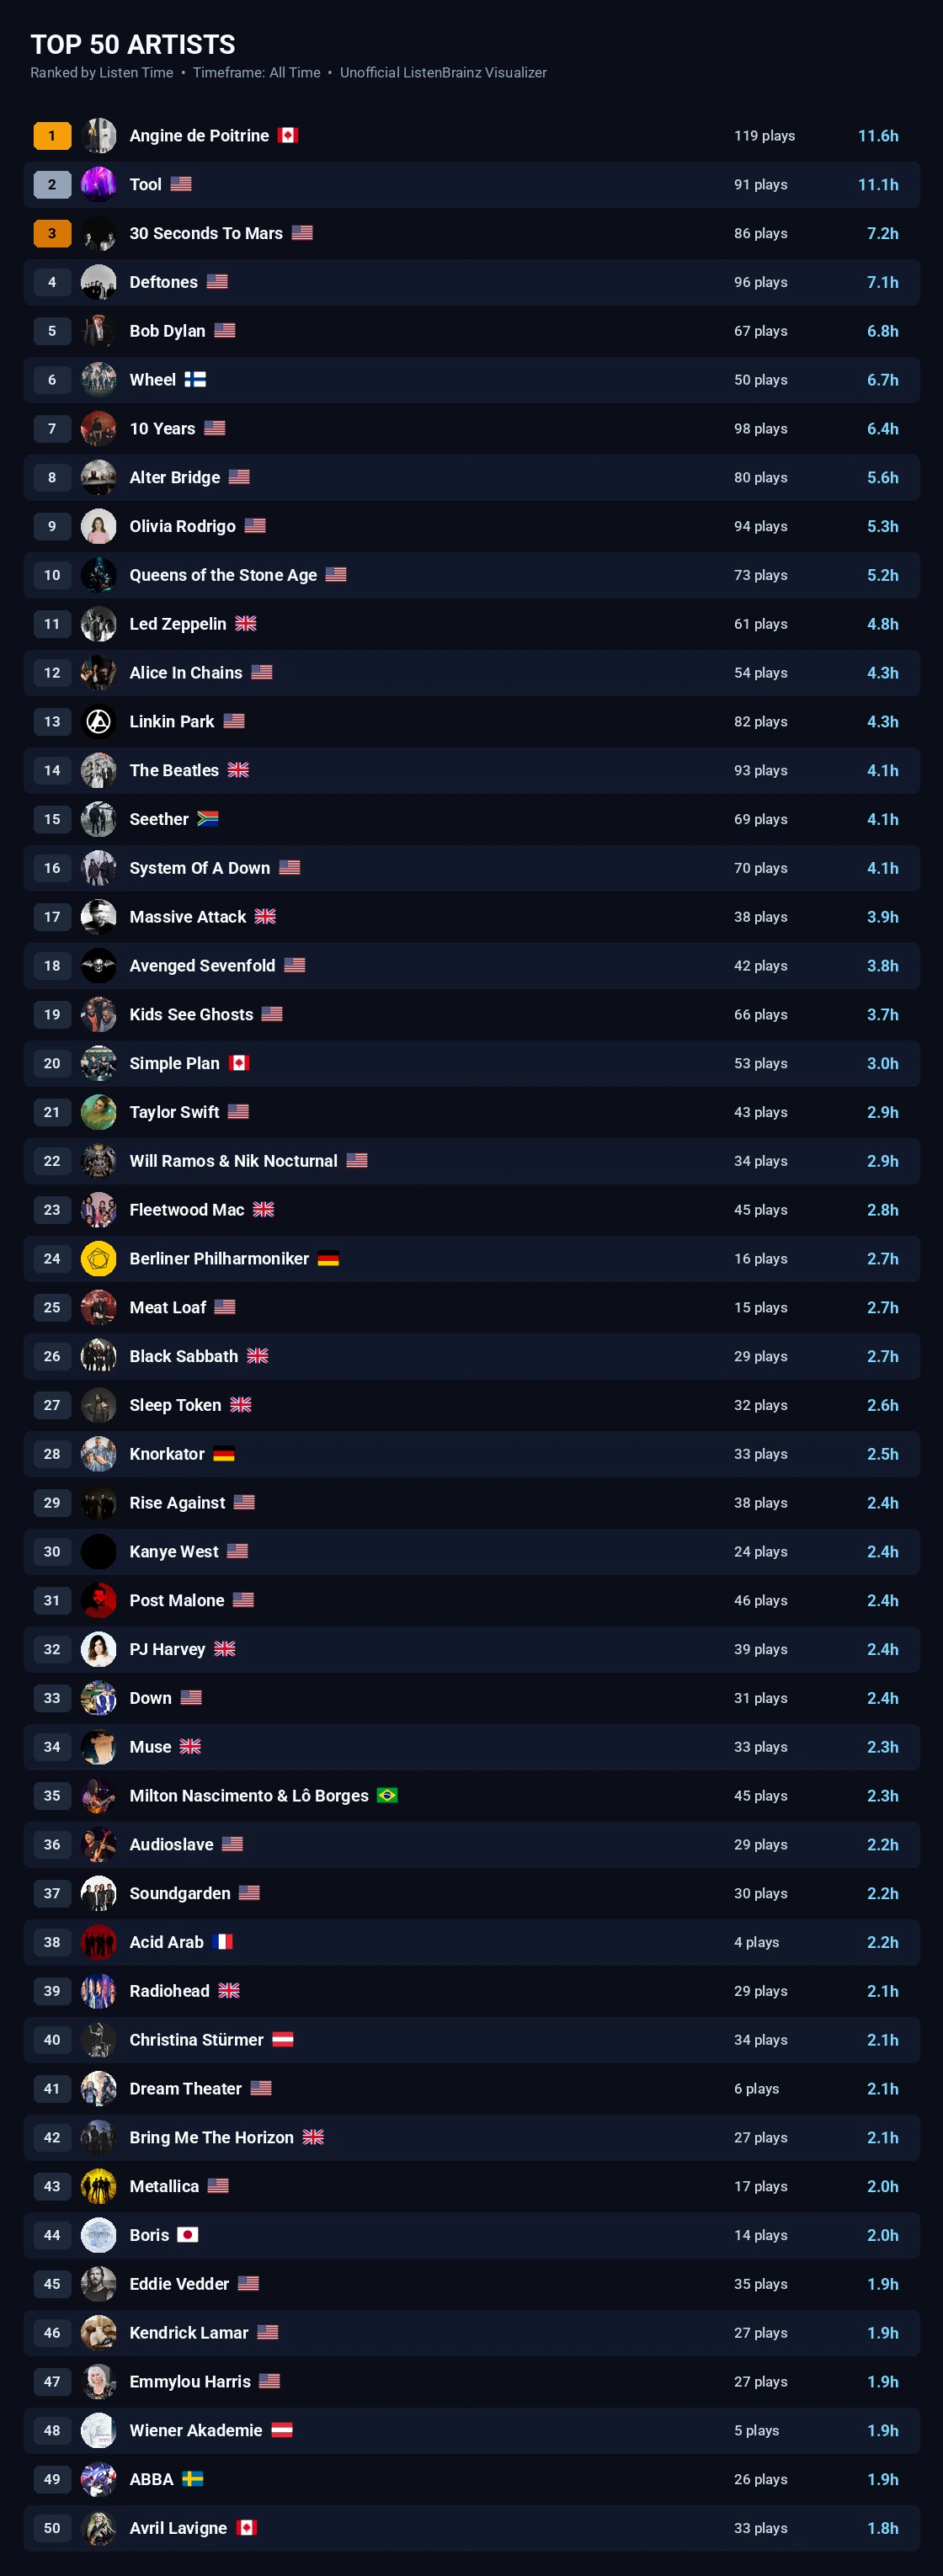 TOP 50 ARTISTS
Ranked by Listen Time • Timeframe: All Time • Unofficial ListenBrainz Visualizer
1 Angine de Poitrine 119 plays 11.6h
2 Tool 91 plays 11.1h
3 30 Seconds To Mars 86 plays 7.2h
4 Deftones 96 plays 7.1h
5 Bob Dylan 67 plays 6.8h
6 Wheel 50 plays 6.7h
7 10 Years 98 plays 6.4h
8 Alter Bridge 80 plays 5.6h
9 Olivia Rodrigo 94 plays 5.3h
10 Queens of the Stone Age 73 plays 5.2h
11 Led Zeppelin 61 plays 4.8h
12 Alice In Chains 54 plays 4.3h
13 Linkin Park 82 plays 4.3h
14 The Beatles 93 plays 4.1h
15 Seether 69 plays 4.1h
16 System Of A Down 70 plays 4.1h
17 Massive Attack 38 plays 3.9h
18 Avenged Sevenfold 42 plays 3.8h
19 Kids See Ghosts 66 plays 3.7h
20 Simple Plan 53 plays 3.0h
21 Taylor Swift 43 plays 2.9h
22 Will Ramos & Nik Nocturnal 34 plays 2.9h
23 Fleetwood Mac 45 plays 2.8h
24 Berliner Philharmoniker 16 plays 2.7h
25 Meat Loaf 15 plays 2.7h
26 Black Sabbath 29 plays 2.7h
27 Sleep Token 32 plays 2.6h
28 Knorkator 33 plays 2.5h
29 Rise Against 38 plays 2.4h
30 Kanye West 24 plays 2.4h
31 Post Malone 46 plays 2.4h
32 PJ Harvey 39 plays 2.4h
33 Down 31 plays 2.4h
34 Muse 33 plays 2.3h
35 Milton Nascimento & Lô Borges 45 plays 2.3h
36 Audioslave 29 plays 2.2h
37 Soundgarden 30 plays 2.2h
38 Acid Arab 4 plays 2.2h
39 Radiohead 29 plays 2.1h
40 Christina Stürmer 34 plays 2.1h
41 Dream Theater 6 plays 2.1h
42 Bring Me The Horizon 27 plays 2.1h
43 Metallica 17 plays 2.0h
44 Boris 14 plays 2.0h
45 Eddie Vedder 35 plays 1.9h
46 Kendrick Lamar 27 plays 1.9h
47 Emmylou Harris 27 plays 1.9h
48 Wiener Akademie 5 plays 1.9h
49 ABBA 26 plays 1.9h
50 Avril Lavigne 33 plays 1.8h